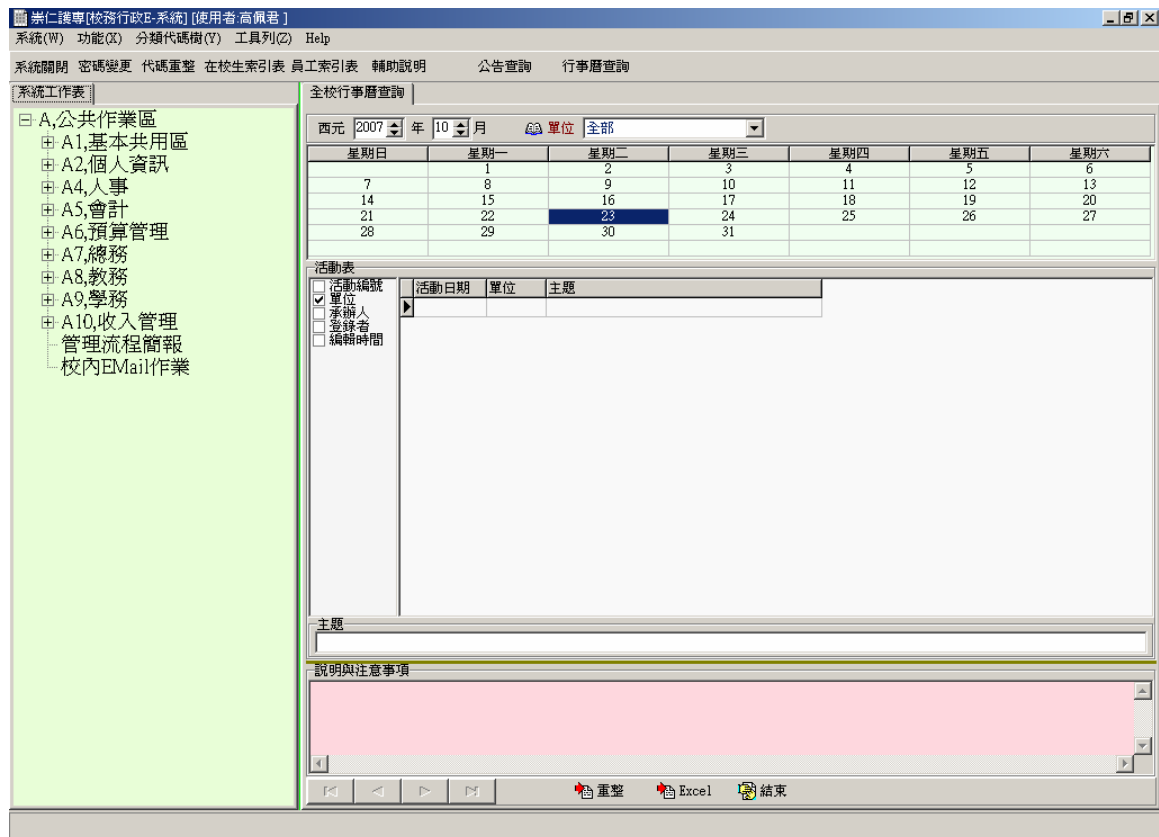 崇仁護專[校務行政E-系統] [使用者:高佩君 ]
系統(W) 功能(X) 分類代碼樹(Y) 工具列(Z) Help
系統關閉 密碼變更 代碼重整 在校生索引表 員工索引表 輔助說明 公告查詢 行事曆查詢
系統工作表
A,公共作業區
A1,基本共用區
A2,個人資訊
A4,人事
A5,會計
A6,預算管理
A7,總務
A8,教務
A9,學務
A10,收入管理
管理流程簡報
校內EMail作業
全校行事曆查詢
西元 2007 年 10 月 單位 全部
星期日 星期一 星期二 星期三 星期四 星期五 星期六
1 2 3 4 5 6
7 8 9 10 11 12 13
14 15 16 17 18 19 20
21 22 23 24 25 26 27
28 29 30 31
活動表
活動編號
單位
承辦人
登錄者
編輯時間
活動日期 單位 主題
主題
說明與注意事項
重整 Excel 結束